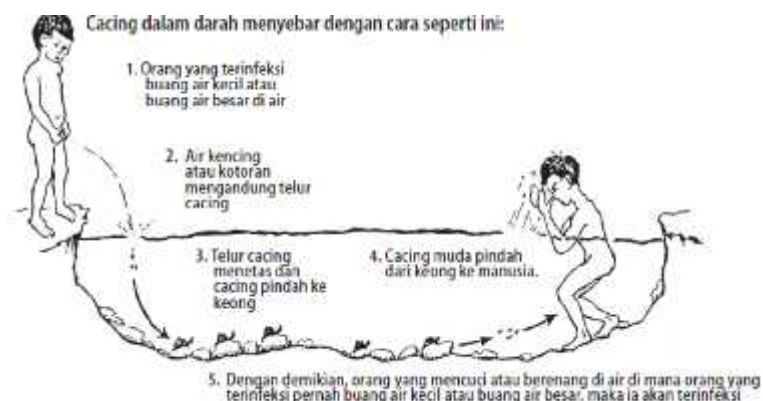 Cacing dalam darah menyebar dengan cara seperti ini:
1. Orang yang terinfeksi
buang air kecil atau
buang air besar di air
2. Air kencing
atau kotoran
mengandung telur
cacing
3. Telur cacing
menetas dan
cacing pindah ke
keong
4. Cacing muda pindah
dari keong ke manusia.
5. Dengan demikian, orang yang mencuci atau berenang di air di mana orang yang
terinfeksi pernah buang air kecil atau buang air besar, maka ia akan terinfeksi